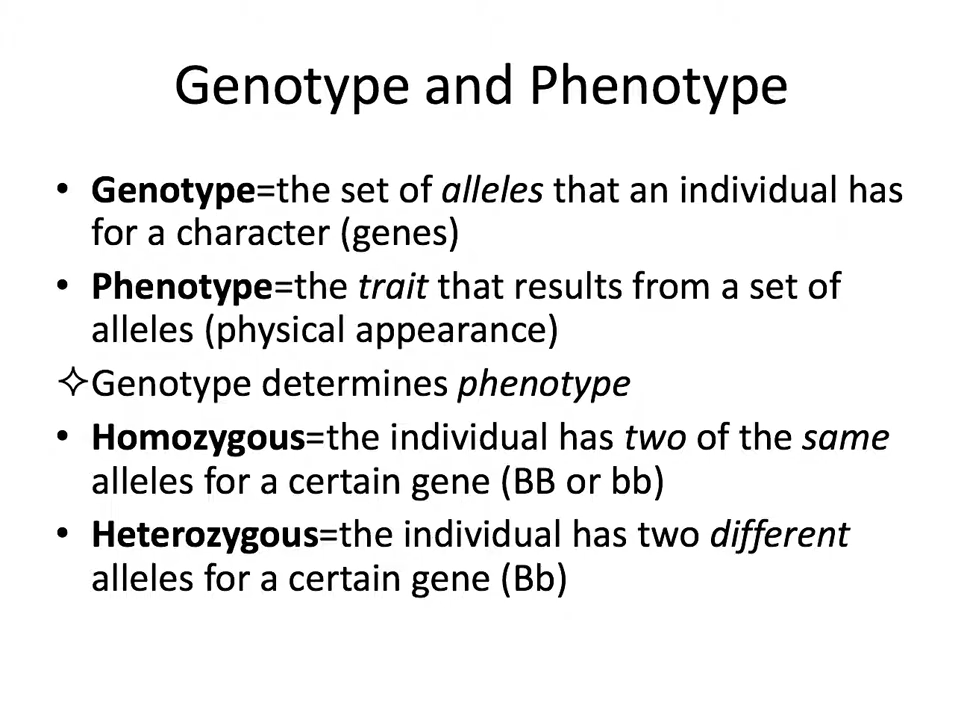 Genotype and Phenotype
• Genotype=the set of alleles that an individual has
for a character (genes)
• Phenotype=the trait that results from a set of
alleles (physical appearance)
✧Genotype determines phenotype
• Homozygous=the individual has two of the same
alleles for a certain gene (BB or bb)
• Heterozygous=the individual has two different
alleles for a certain gene (Bb)